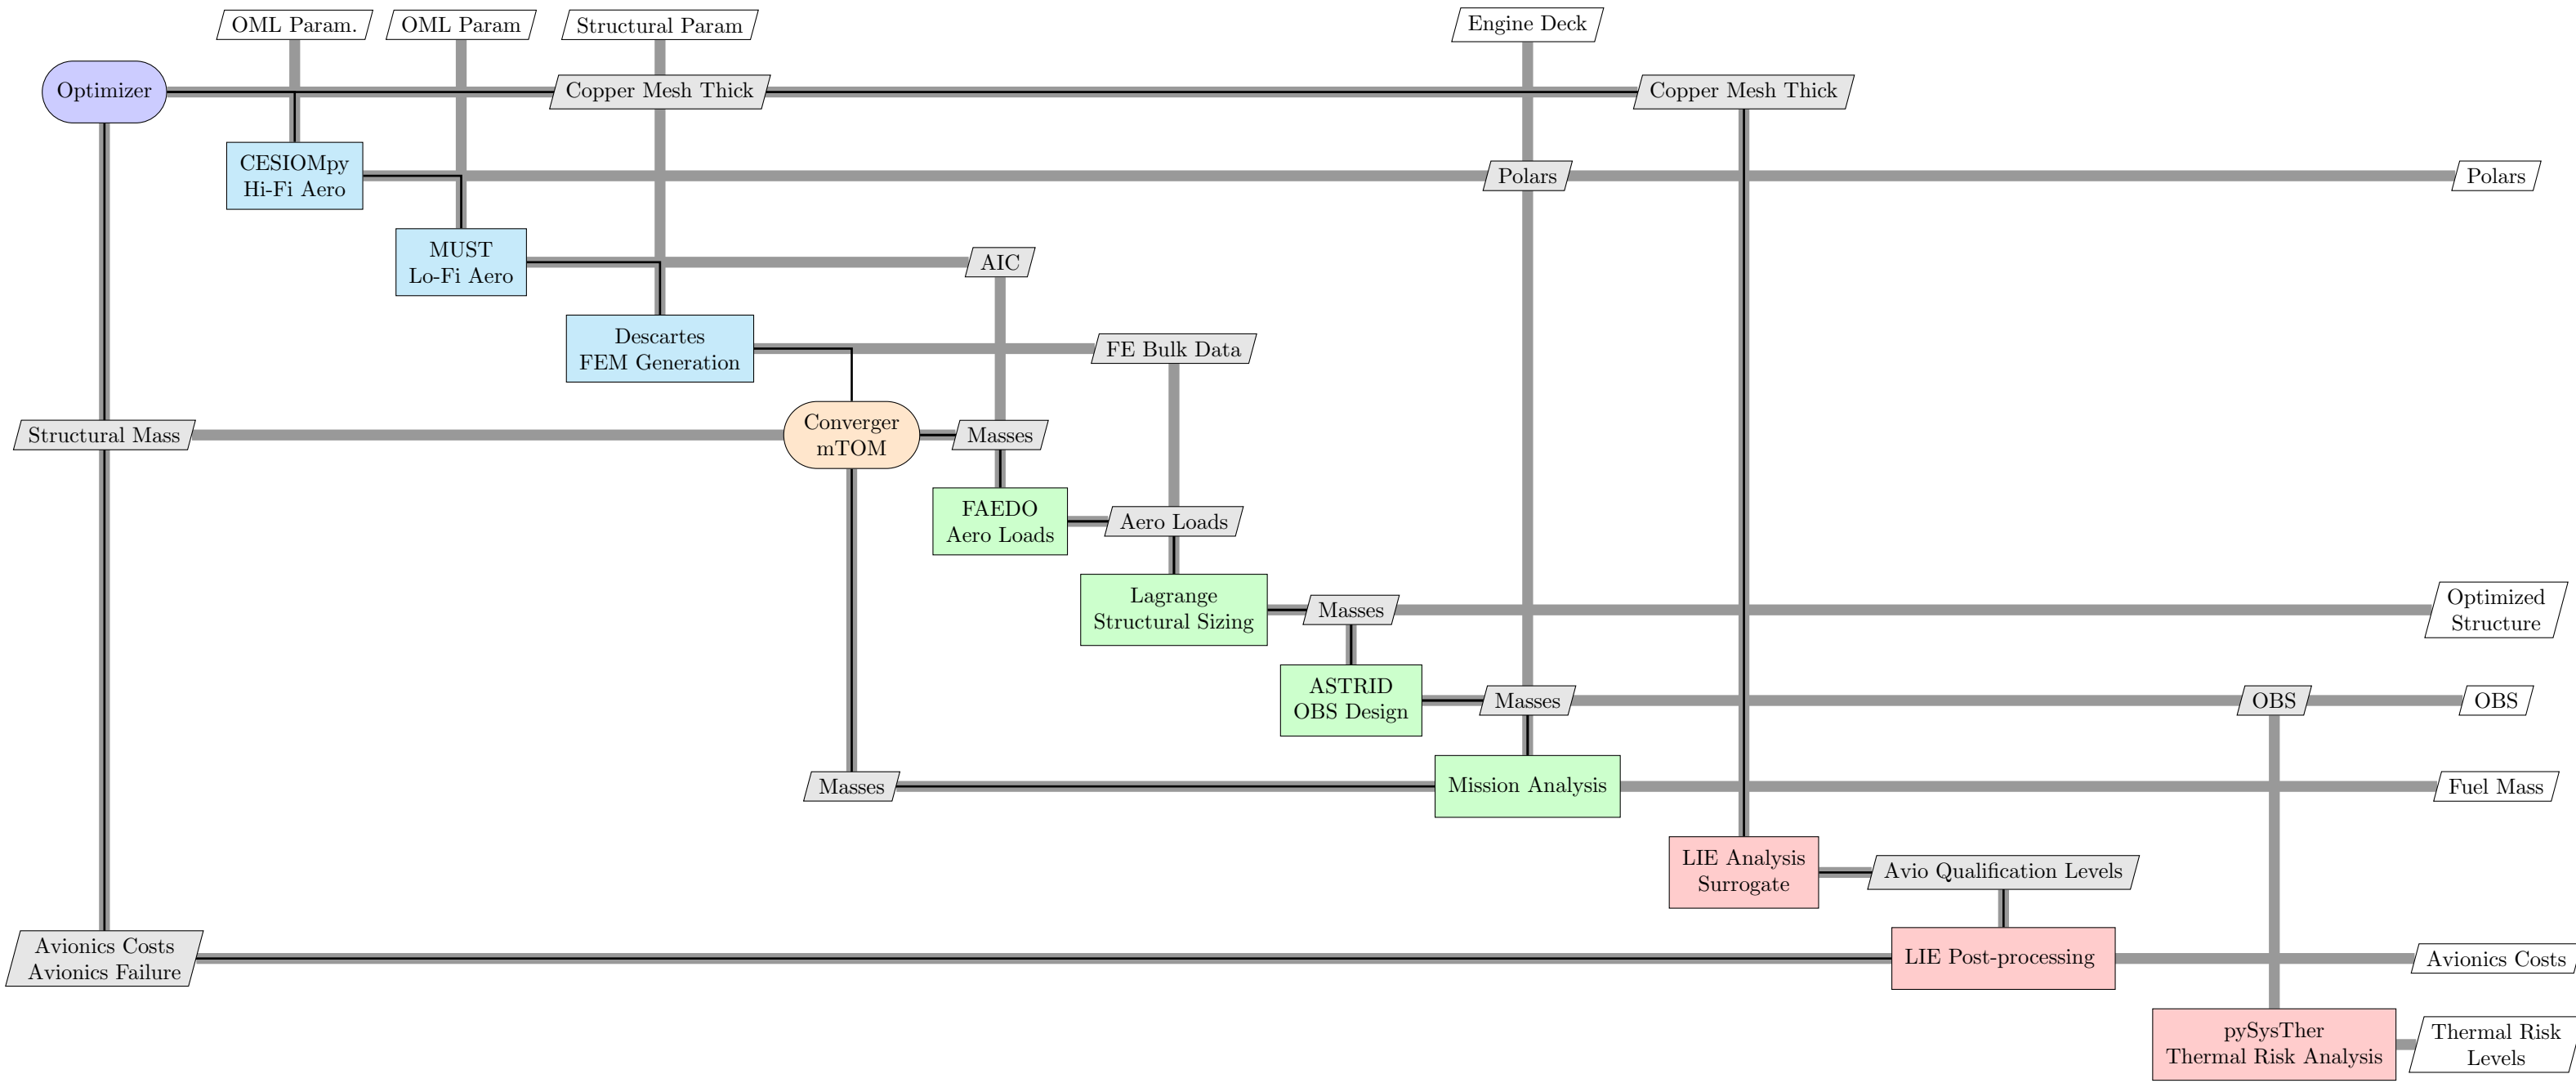 OML Param.
OML Param
Structural Param
Engine Deck
Optimizer
Copper Mesh Thick
Copper Mesh Thick
CESIOMpy
Hi-Fi Aero
Polars
Polars
MUST
Lo-Fi Aero
AIC
Descartes
FEM Generation
FE Bulk Data
Structural Mass
Converger
mTOM
Masses
FAEDO
Aero Loads
Aero Loads
Lagrange
Structural Sizing
Masses
Optimized
Structure
ASTRID
OBS Design
Masses
OBS
OBS
Masses
Mission Analysis
Fuel Mass
LIE Analysis
Surrogate
Avio Qualification Levels
Avionics Costs
Avionics Failure
LIE Post-processing
Avionics Costs
pySysTher
Thermal Risk Analysis
Thermal Risk
Levels